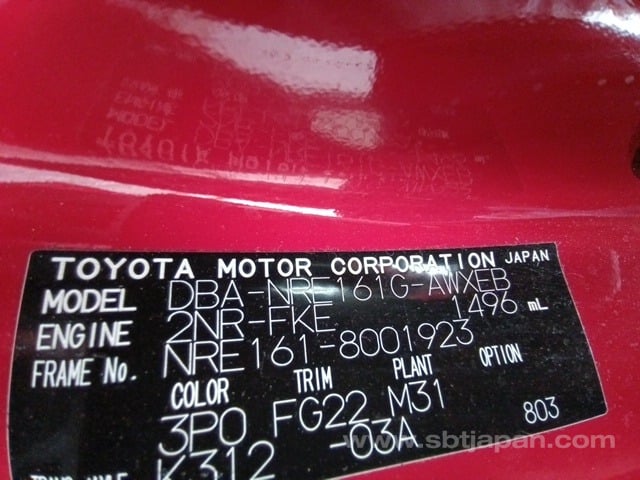 TOYOTA MOTOR CORPORATION JAPAN
MODEL DBA-NRE161G-AWXEB
ENGINE 2NR-FKE 1496 mL
FRAME No. NRE161-8001923
COLOR TRIM PLANT OPTION
3P0 FG22 M31 803
K312 -03A
www.sbtjapan.com